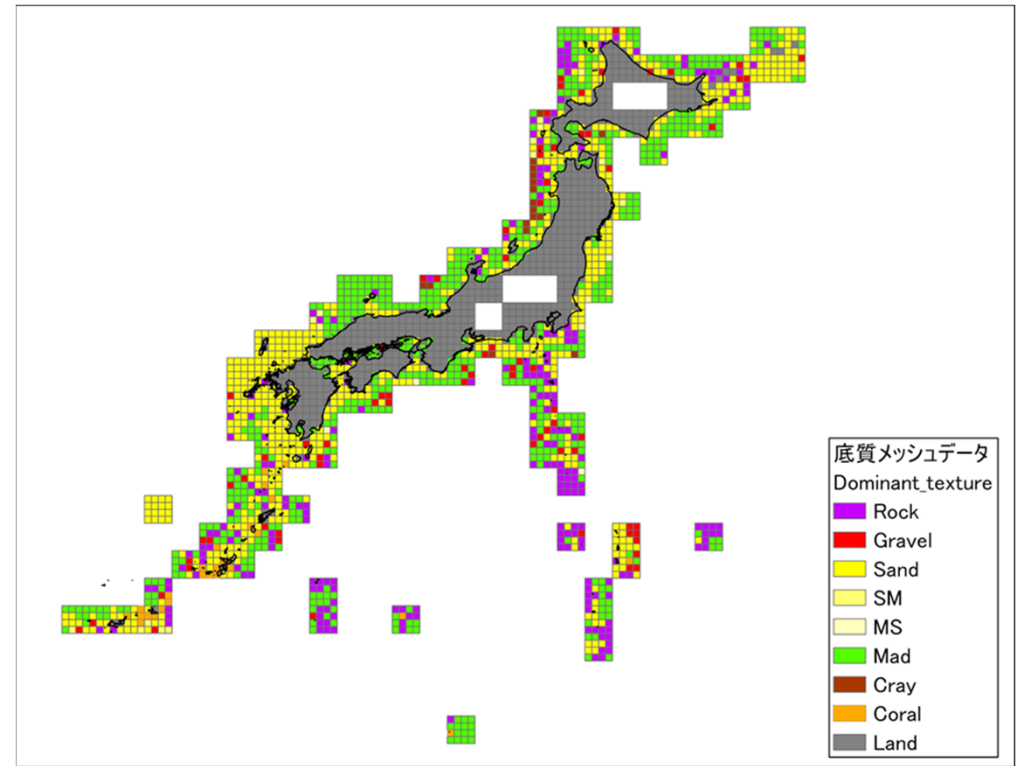 底質メッシュデータ
Dominant_texture
Rock
Gravel
Sand
SM
MS
Mad
Cray
Coral
Land